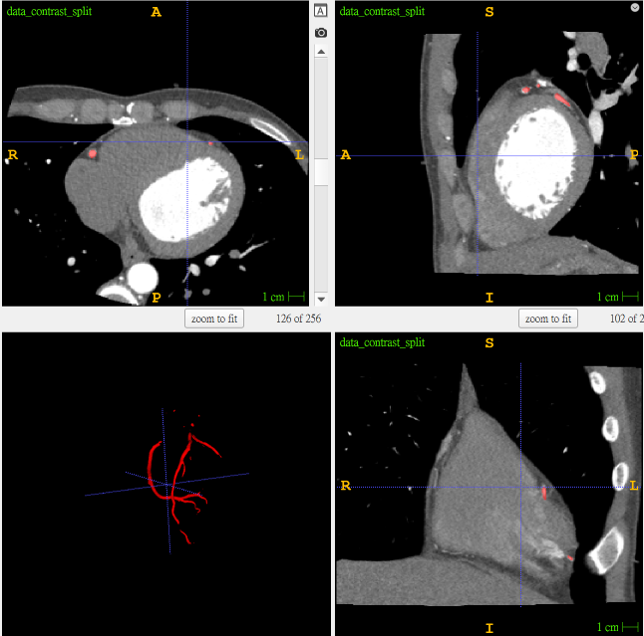 data_contrast_split
A
A
R
L
P
1 cm
zoom to fit
126 of 256
data_contrast_split
S
A
P
I
1 cm
zoom to fit
102 of 2
data_contrast_split
S
R
L
I
1 cm